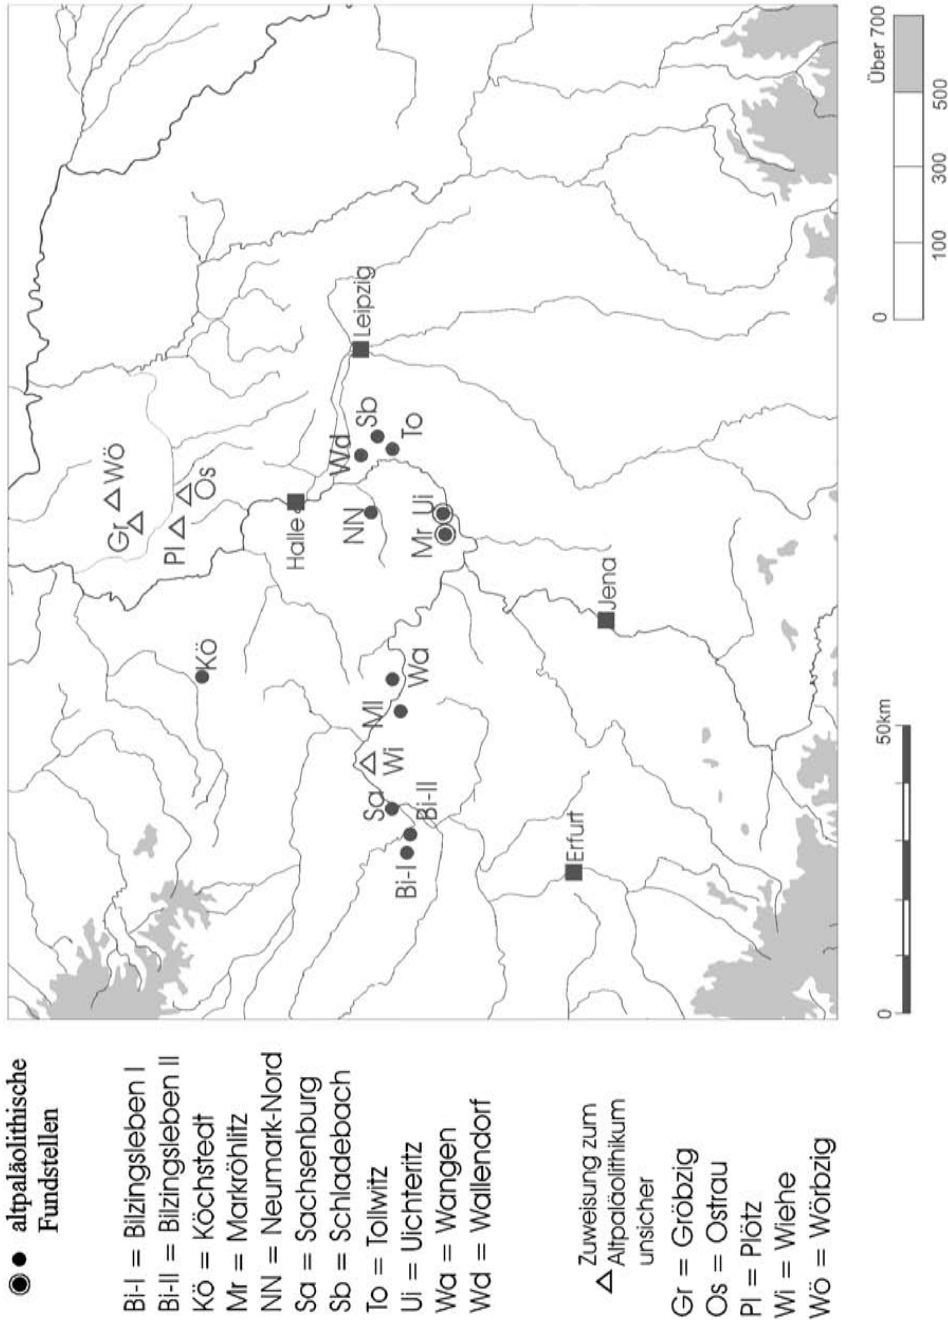 altpaläolithische
Fundstellen
Bi-I = Bilzingsleben I
Bi-II = Bilzingsleben II
Kö = Köchstedt
Mr = Markröhlitz
NN = Neumark-Nord
Sa = Sachsenburg
Sb = Schladebach
To = Tollwitz
Ui = Uichteritz
Wa = Wangen
Wd = Wallendorf
Zuweisung zum
Altpaläolithikum
unsicher
Gr = Gröbzig
Os = Ostrau
Pl = Plötz
Wi = Wiehe
Wö = Wörbzig
Gr
Wö
Pl
Os
Kö
Halle
Leipzig
Wd
Sb
To
NN
Mr
Ui
Wa
Ml
Wi
Sa
Bi-II
Bi-I
Jena
Erfurt
0
50km
0
100
300
500
Über 700